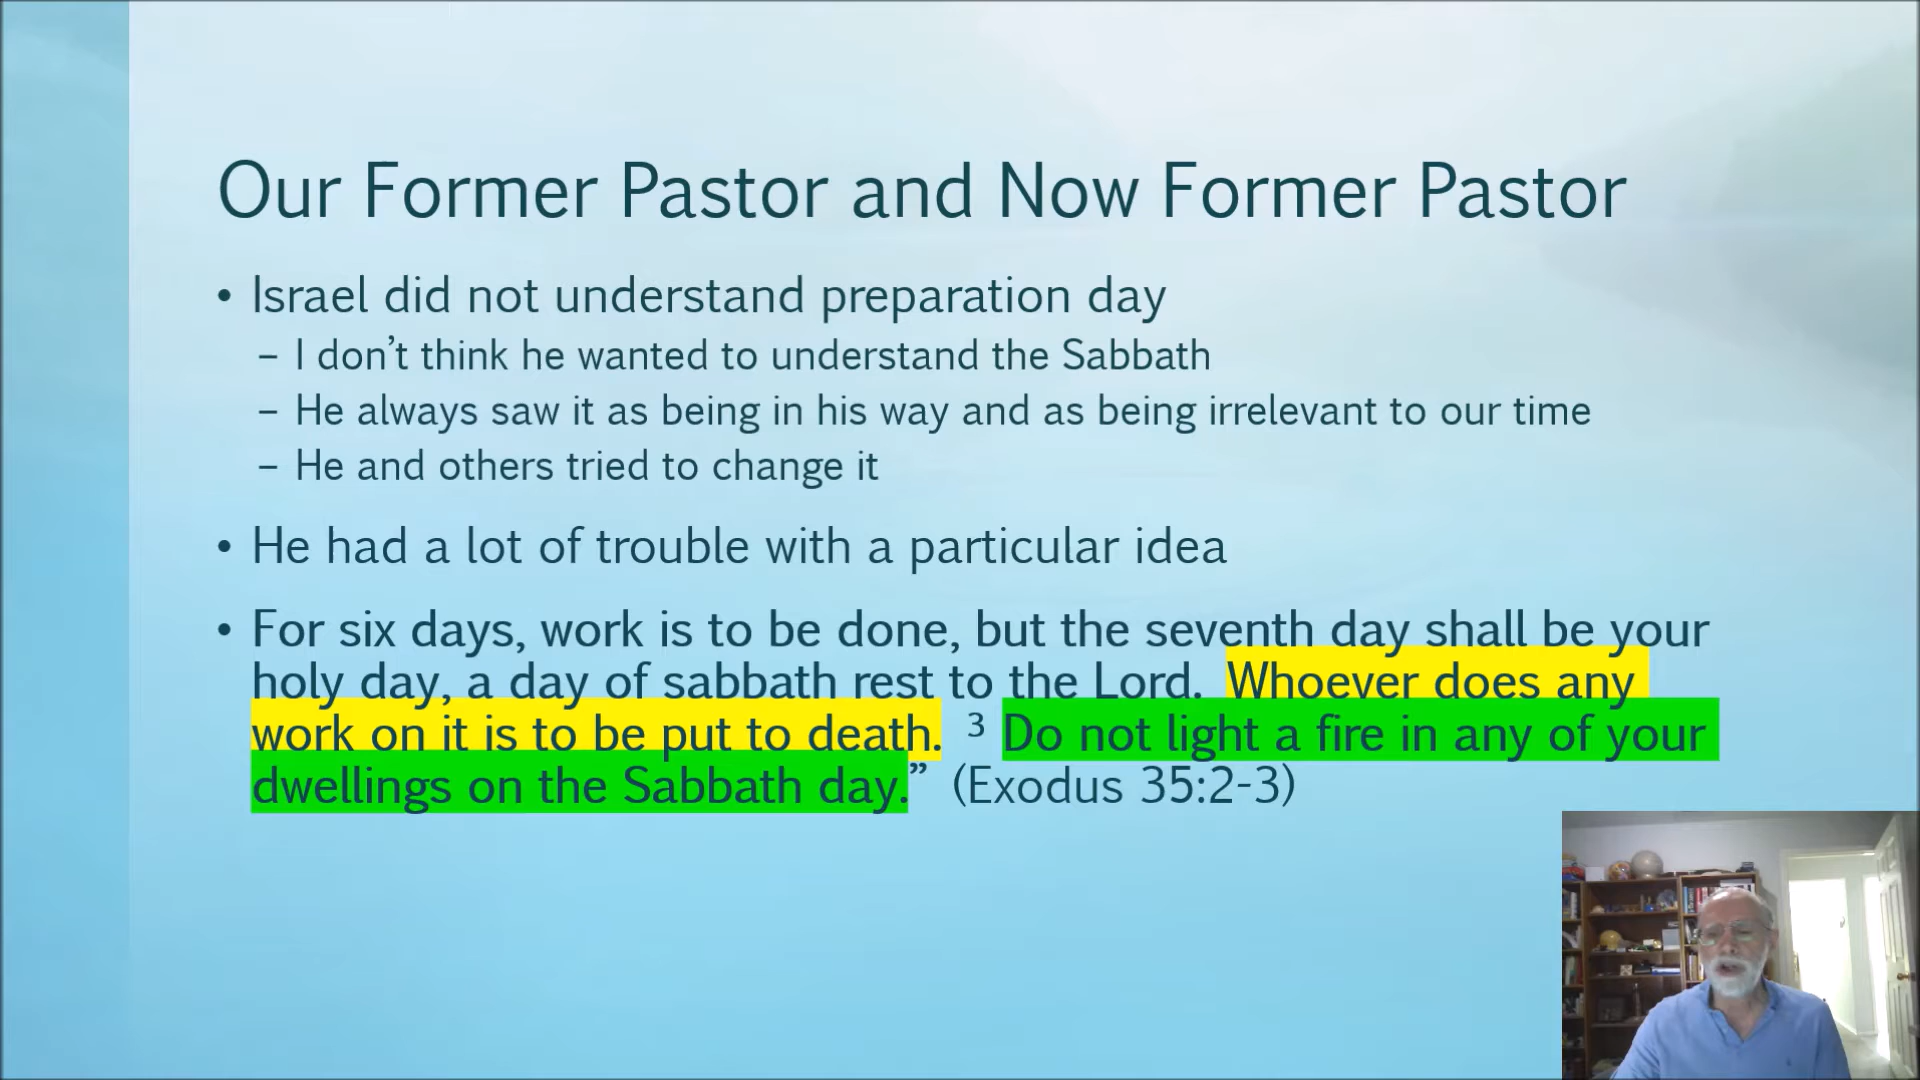 Our Former Pastor and Now Former Pastor
• Israel did not understand preparation day
– I don’t think he wanted to understand the Sabbath
– He always saw it as being in his way and as being irrelevant to our time
– He and others tried to change it
• He had a lot of trouble with a particular idea
• For six days, work is to be done, but the seventh day shall be your
holy day, a day of sabbath rest to the Lord. Whoever does any
work on it is to be put to death. ³ Do not light a fire in any of your
dwellings on the Sabbath day.” (Exodus 35:2-3)